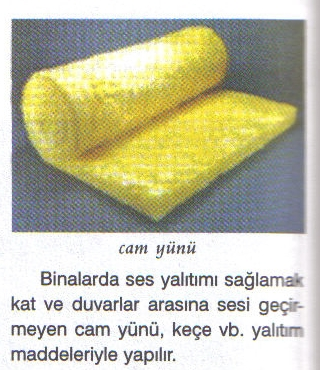 cam yünü
Binalarda ses yalıtımı sağlamak
kat ve duvarlar arasına sesi geçir-
meyen cam yünü, keçe vb. yalıtım
maddeleriyle yapılır.